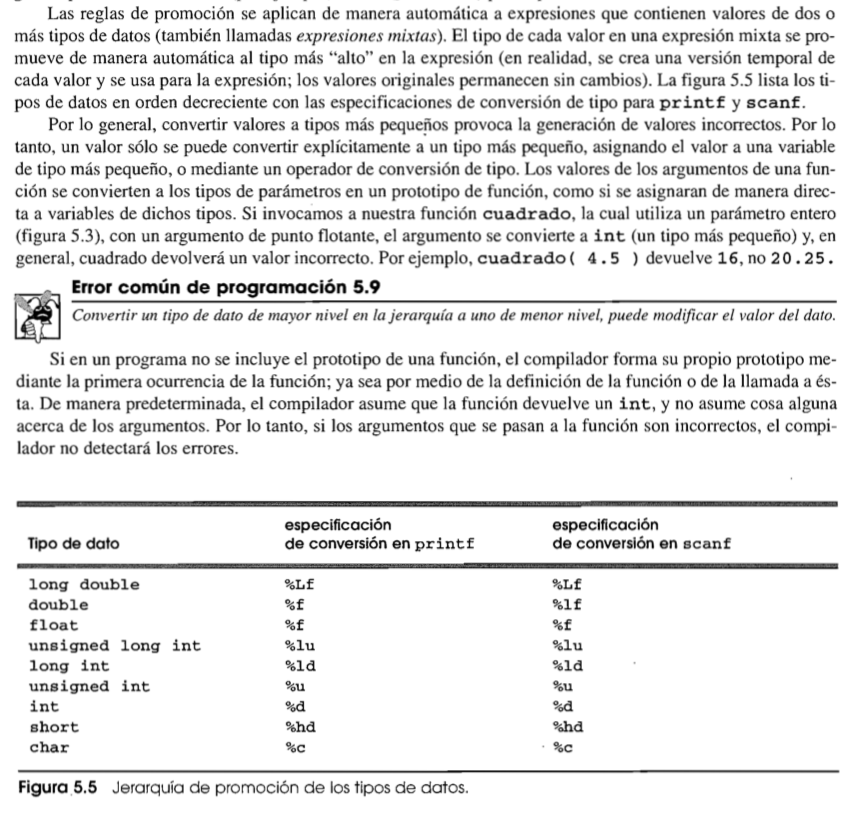 Las reglas de promoción se aplican de manera automática a expresiones que contienen valores de dos o
más tipos de datos (también llamadas expresiones mixtas). El tipo de cada valor en una expresión mixta se pro-
mueve de manera automática al tipo más “alto” en la expresión (en realidad, se crea una versión temporal de
cada valor y se usa para la expresión; los valores originales permanecen sin cambios). La figura 5.5 lista los ti-
pos de datos en orden decreciente con las especificaciones de conversión de tipo para printf y scanf.
Por lo general, convertir valores a tipos más pequeños provoca la generación de valores incorrectos. Por lo
tanto, un valor sólo se puede convertir explícitamente a un tipo más pequeño, asignando el valor a una variable
de tipo más pequeño, o mediante un operador de conversión de tipo. Los valores de los argumentos de una fun-
ción se convierten a los tipos de parámetros en un prototipo de función, como si se asignaran de manera direc-
ta a variables de dichos tipos. Si invocamos a nuestra función cuadrado, la cual utiliza un parámetro entero
(figura 5.3), con un argumento de punto flotante, el argumento se convierte a int (un tipo más pequeño) y, en
general, cuadrado devolverá un valor incorrecto. Por ejemplo, cuadrado( 4.5 ) devuelve 16, no 20.25.
Error común de programación 5.9
Convertir un tipo de dato de mayor nivel en la jerarquía a uno de menor nivel, puede modificar el valor del dato.
Si en un programa no se incluye el prototipo de una función, el compilador forma su propio prototipo me-
diante la primera ocurrencia de la función; ya sea por medio de la definición de la función o de la llamada a és-
ta. De manera predeterminada, el compilador asume que la función devuelve un int, y no asume cosa alguna
acerca de los argumentos. Por lo tanto, si los argumentos que se pasan a la función son incorrectos, el compi-
lador no detectará los errores.
especificación especificación
Tipo de dato de conversión en printf de conversión en scanf
long double %Lf %Lf
double %f %lf
float %f %f
unsigned long int %lu %lu
long int %ld %ld
unsigned int %u %u
int %d %d
short %hd %hd
char %c %c
Figura 5.5 Jerarquía de promoción de los tipos de datos.